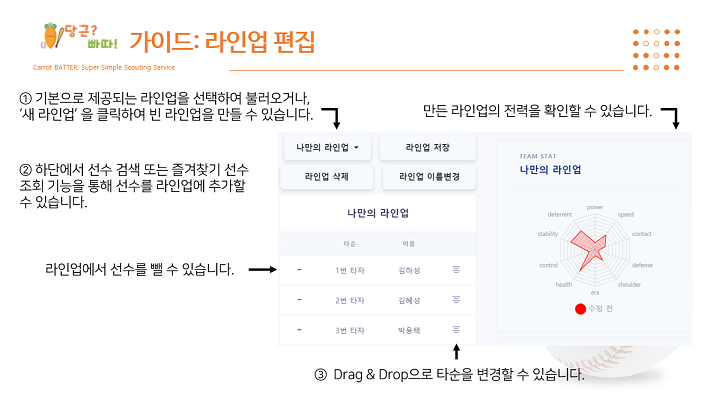 당근?
빠따!
가이드: 라인업 편집
Carrot BATTER: Super Simple Scouting Service
① 기본으로 제공되는 라인업을 선택하여 불러오거나,
‘새 라인업’ 을 클릭하여 빈 라인업을 만들 수 있습니다.
만든 라인업의 전력을 확인할 수 있습니다.
② 하단에서 선수 검색 또는 즐겨찾기 선수
조회 기능을 통해 선수를 라인업에 추가할
수 있습니다.
라인업에서 선수를 뺄 수 있습니다.
나만의 라인업
라인업 저장
라인업 삭제
라인업 이름변경
나만의 라인업
타순 이름
- 1번 타자 김하성
- 2번 타자 김혜성
- 3번 타자 박용택
TEAM STAT
나만의 라인업
power
speed
contact
defense
shoulder
era
health
control
stability
deterrent
수정 전
③ Drag & Drop으로 타순을 변경할 수 있습니다.